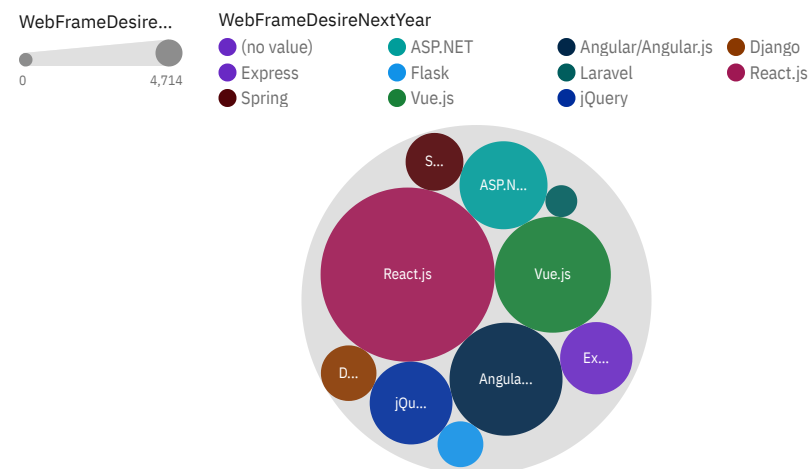 WebFrameDesire...
0 4,714
WebFrameDesireNextYear
(no value) ASP.NET Angular/Angular.js Django
Express Flask Laravel React.js
Spring Vue.js jQuery
S...
ASP.N...
React.js
Vue.js
Ex...
D...
Angula...
jQu...